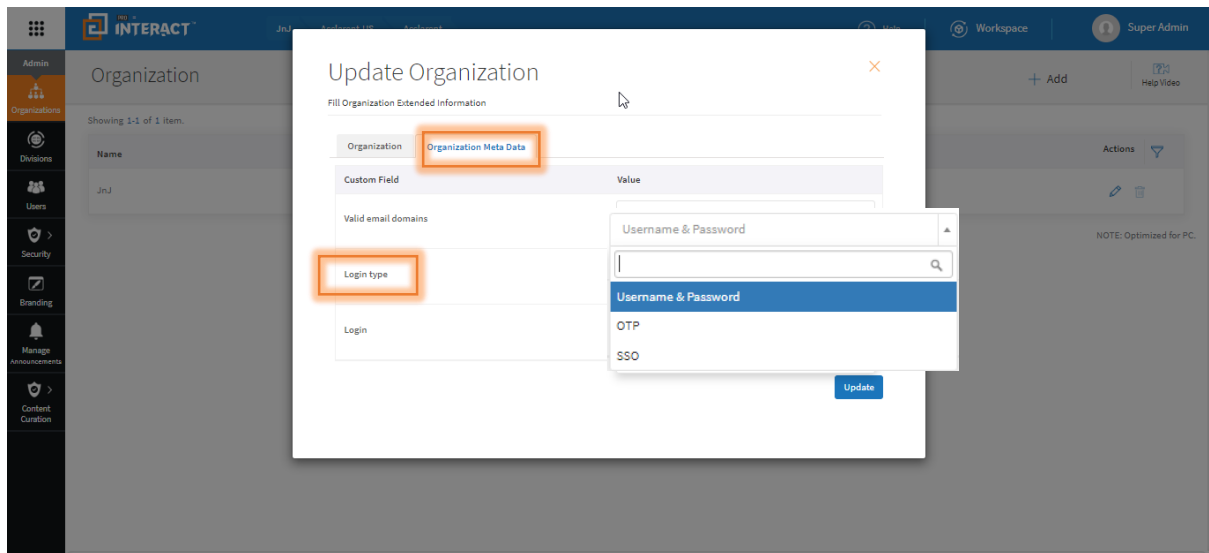 INTERACT
JnJ
Help
Workspace
Super Admin
Admin
Organizations
Divisions
Users
Security
Branding
Manage
Announcements
Content
Curation
Organization
Add
Help Video
Showing 1-1 of 1 item.
Name
Actions
JnJ
NOTE: Optimized for PC.
Update Organization
Fill Organization Extended Information
Organization
Organization Meta Data
Custom Field
Value
Valid email domains
Username & Password
Login type
Username & Password
OTP
SSO
Login
Update